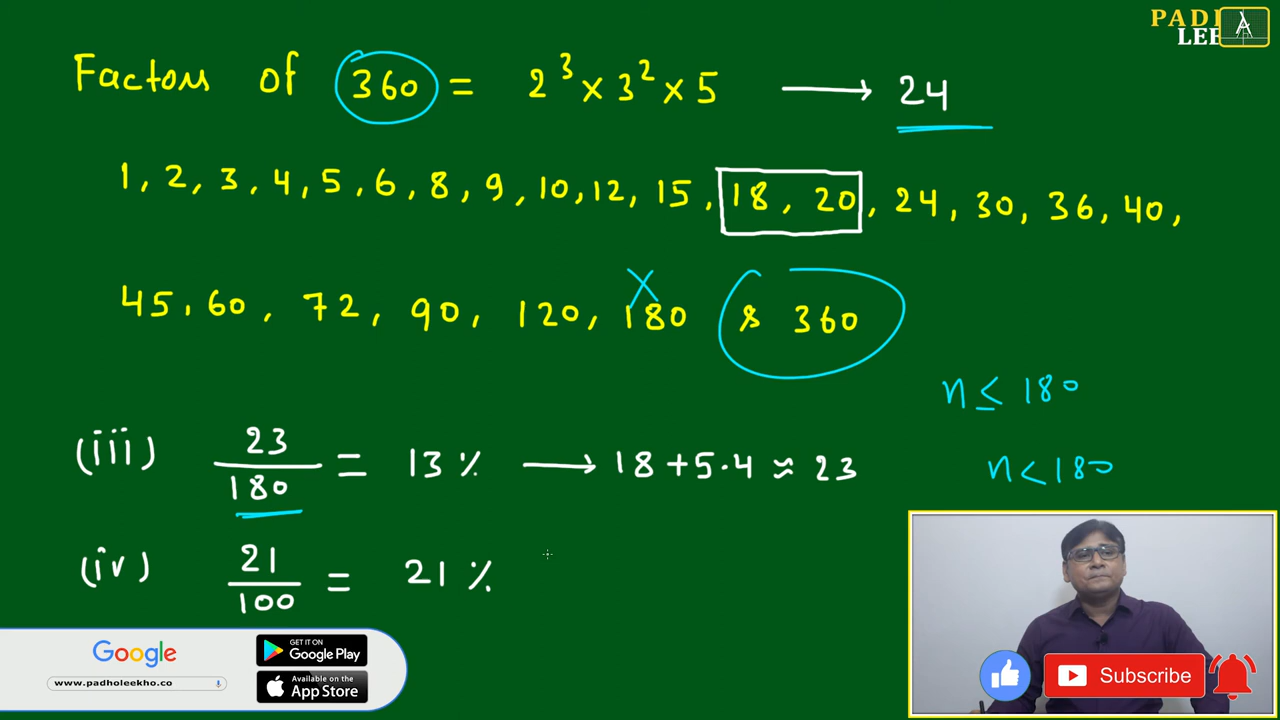 PADH
LEE
Factors of 360 = 2³ × 3² × 5 ⟶ 24
1, 2, 3, 4, 5, 6, 8, 9, 10, 12, 15, 18, 20, 24, 30, 36, 40,
45, 60, 72, 90, 120, 180 & 360
n ≤ 180
(iii) 23/180 = 13 % ⟶ 18 + 5.4 ≈ 23
n < 180
(iv) 21/100 = 21 %
Google
www.padholeekho.co
GET IT ON
Google Play
Available on the
App Store
Subscribe